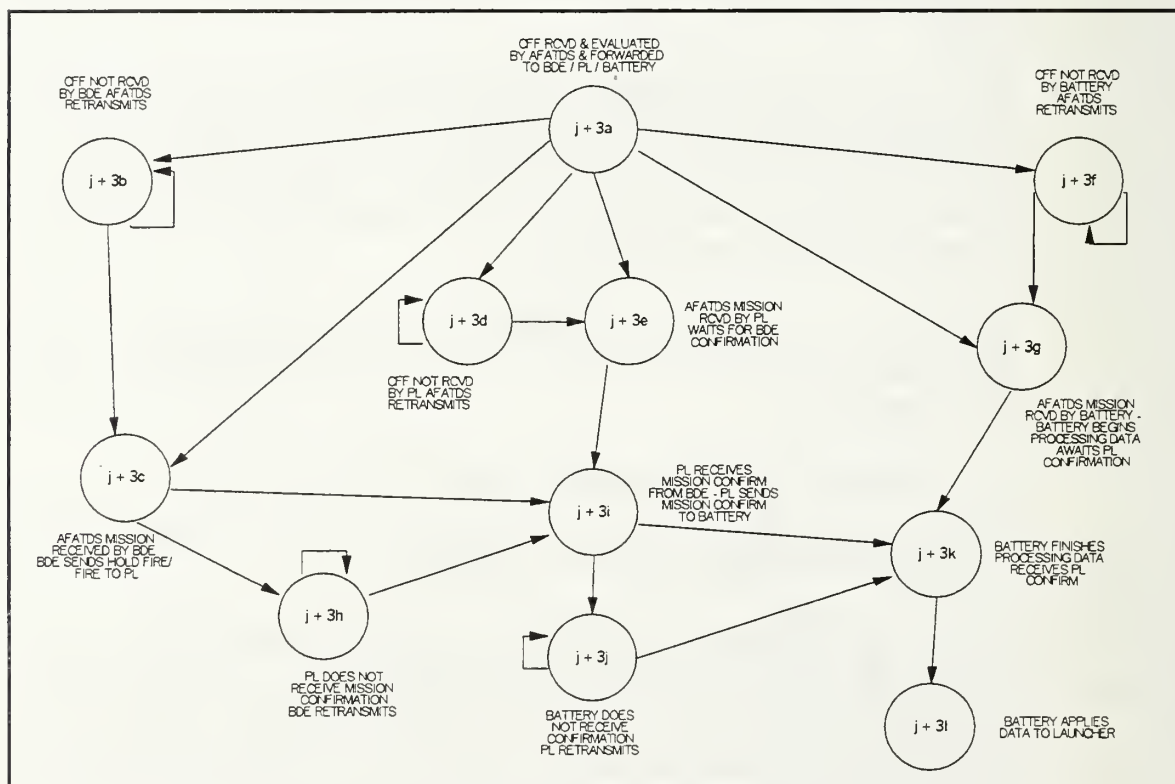 CFF RCVD & EVALUATED
BY AFATDS & FORWARDED
TO BDE / PL / BATTERY
CFF NOT RCVD
BY BDE AFATDS
RETRANSMITS
CFF NOT RCVD
BY BATTERY
AFATDS
RETRANSMITS
j + 3a
j + 3b
j + 3f
j + 3d
j + 3e
AFATDS MISSION
RCVD BY PL
WAITS FOR BDE
CONFIRMATION
j + 3g
CFF NOT RCVD
BY PL AFATDS
RETRANSMITS
AFATDS MISSION
RCVD BY BATTERY -
BATTERY BEGINS
PROCESSING DATA
AWAITS PL
CONFIRMATION
j + 3c
PL RECEIVES
MISSION CONFIRM
FROM BDE - PL SENDS
MISSION CONFIRM
TO BATTERY
j + 3i
AFATDS MISSION
RECEIVED BY BDE
BDE SENDS HOLD FIRE/
FIRE TO PL
j + 3k
BATTERY FINISHES
PROCESSING DATA
RECEIVES PL
CONFIRM
j + 3h
j + 3j
PL DOES NOT
RECEIVE MISSION
CONFIRMATION
BDE RETRANSMITS
BATTERY DOES
NOT RECEIVE
CONFIRMATION
PL RETRANSMITS
j + 3l
BATTERY APPLIES
DATA TO LAUNCHER